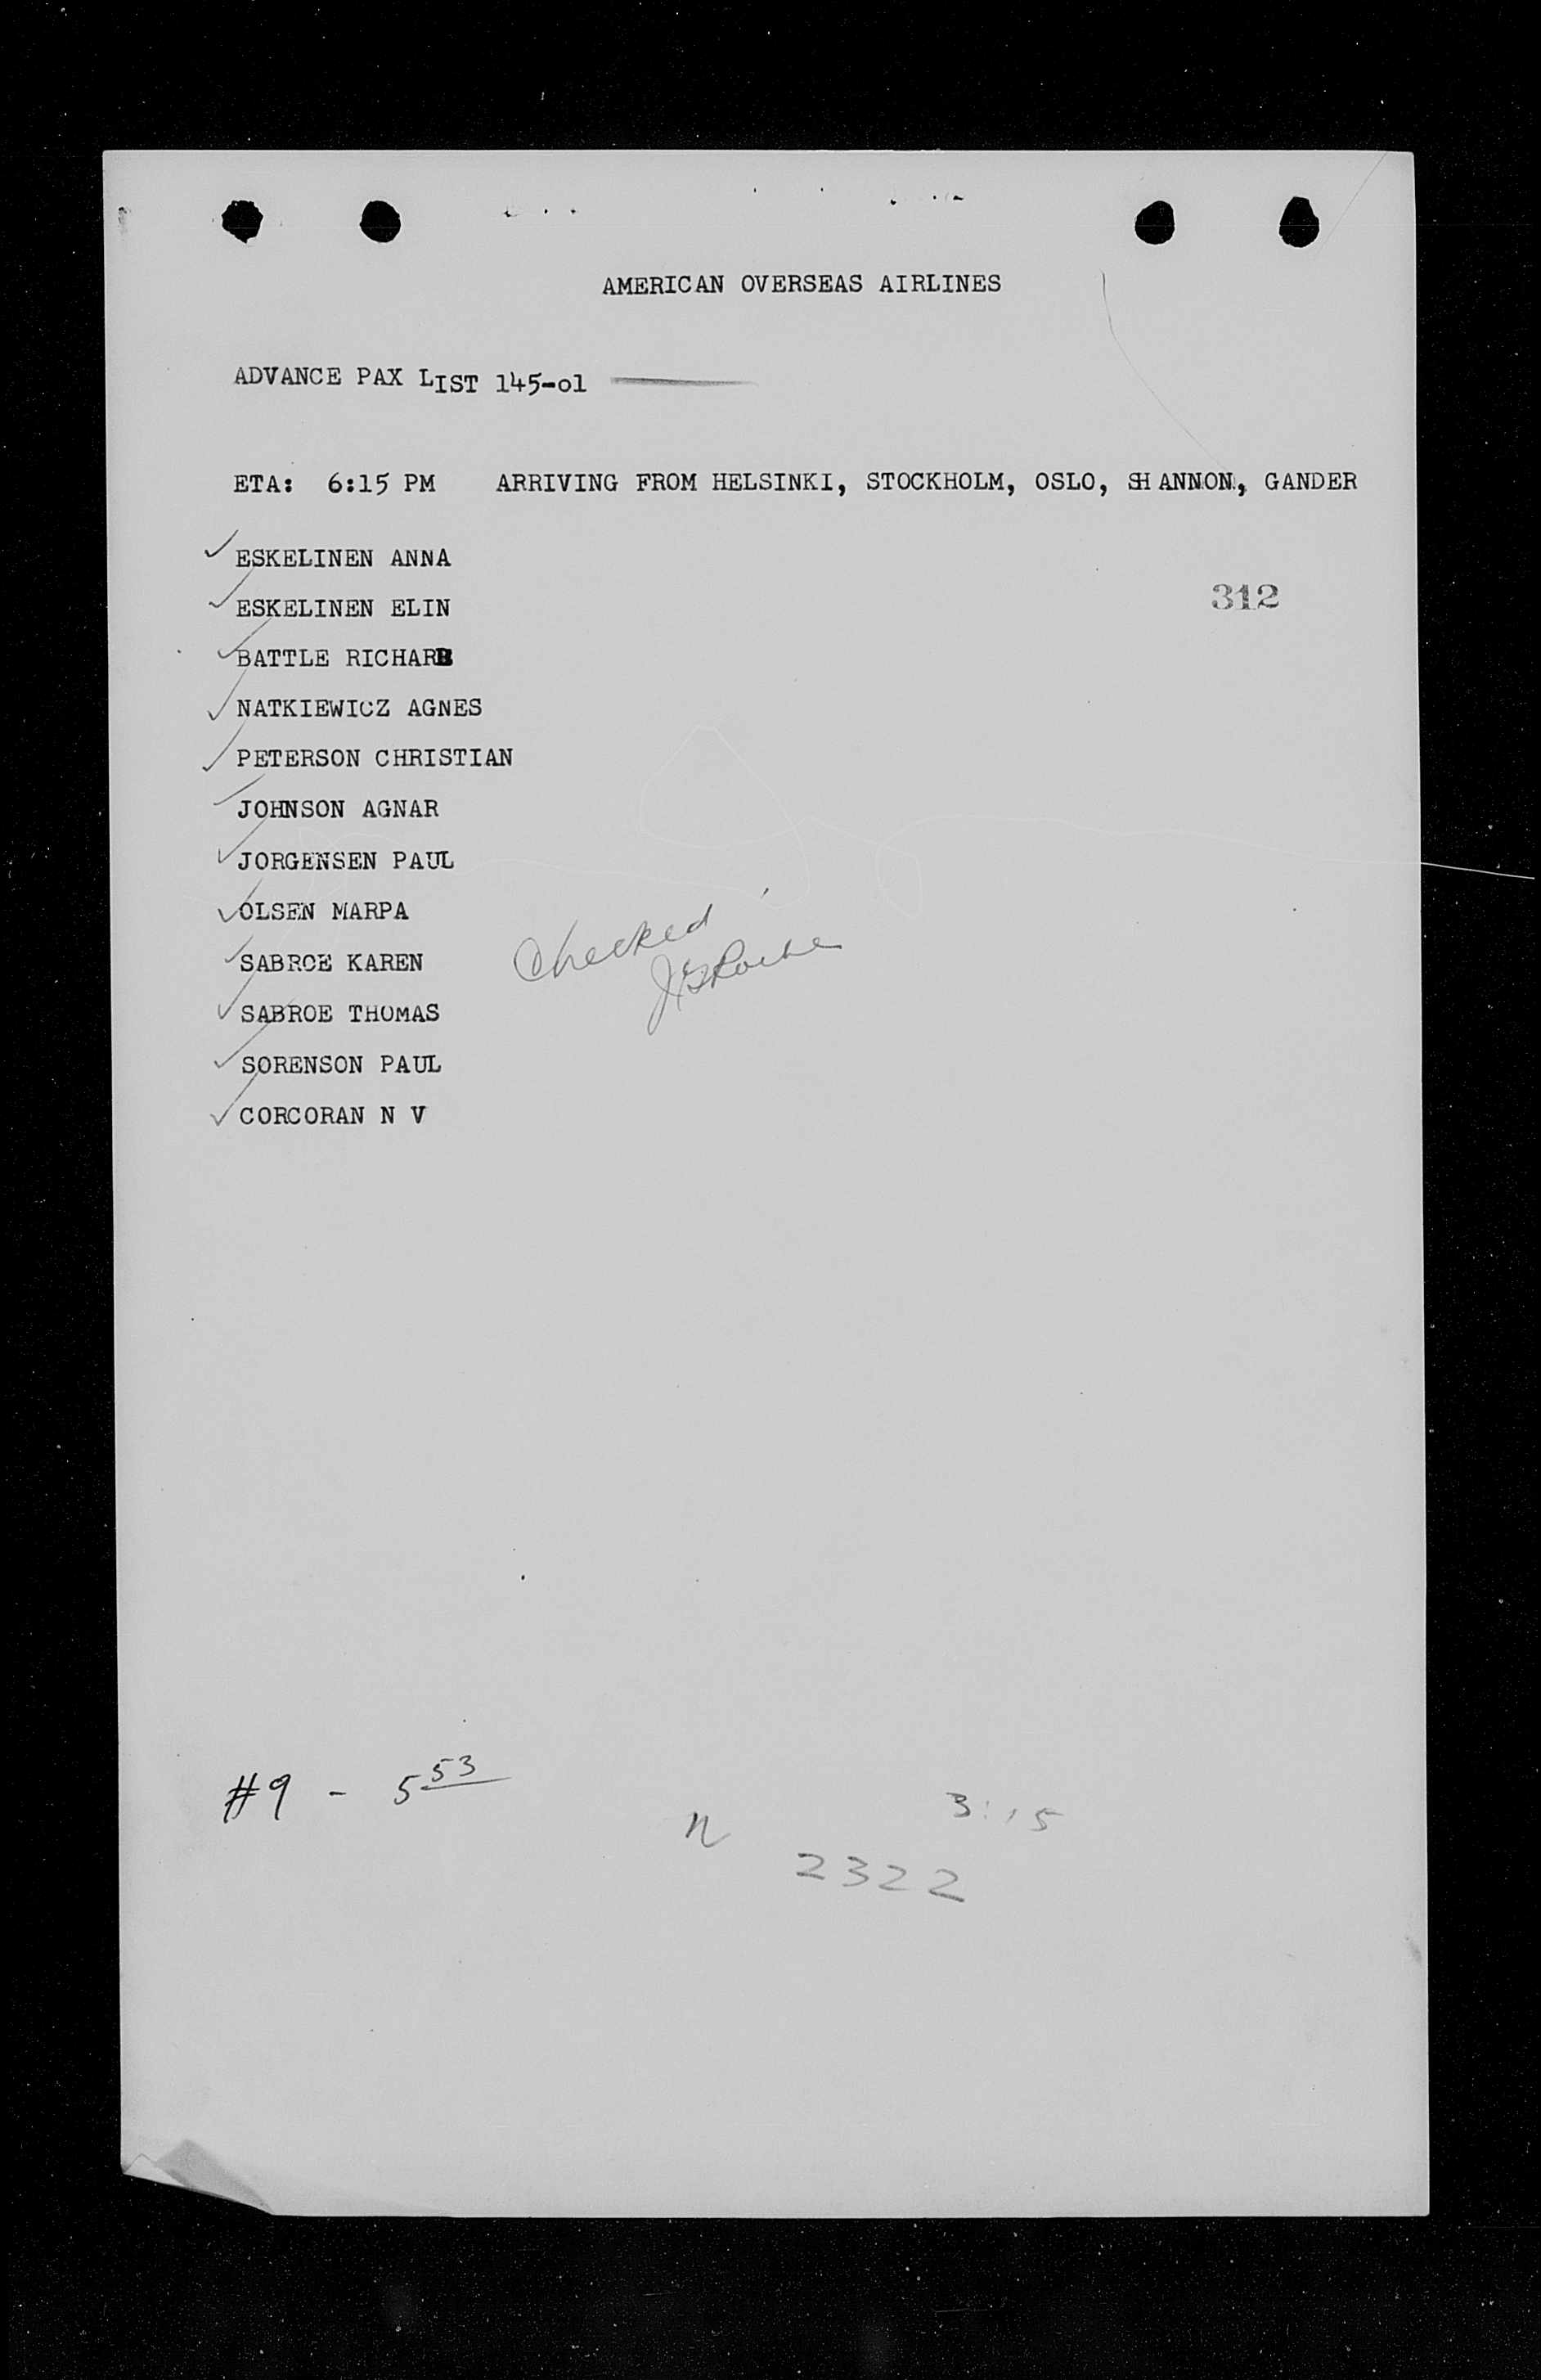 AMERICAN OVERSEAS AIRLINES
ADVANCE PAX LIST 145-01
ETA: 6:15 PM ARRIVING FROM HELSINKI, STOCKHOLM, OSLO, SHANNON, GANDER
ESKELINEN ANNA
312
ESKELINEN ELIN
BATTLE RICHARD
NATKIEWICZ AGNES
PETERSON CHRISTIAN
JOHNSON AGNAR
JORGENSEN PAUL
OLSEN MARPA
Checked
SABROE KAREN
SABROE THOMAS
SORENSON PAUL
CORCORAN N V
#9 - 5 53
3:15
n
2322